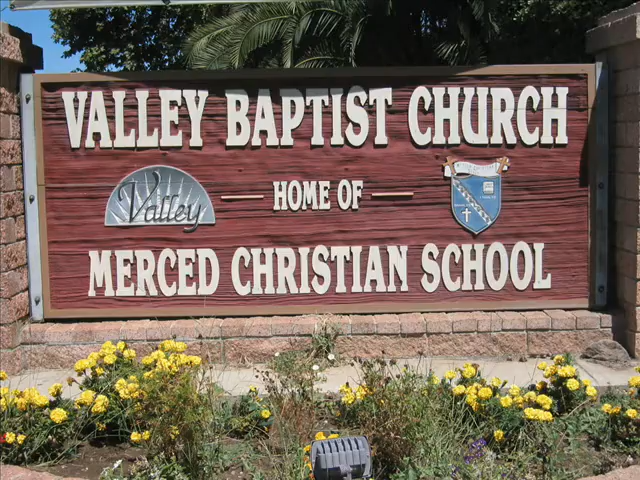 VALLEY BAPTIST CHURCH
Valley
HOME OF
MERCED CHRISTIAN SCHOOL